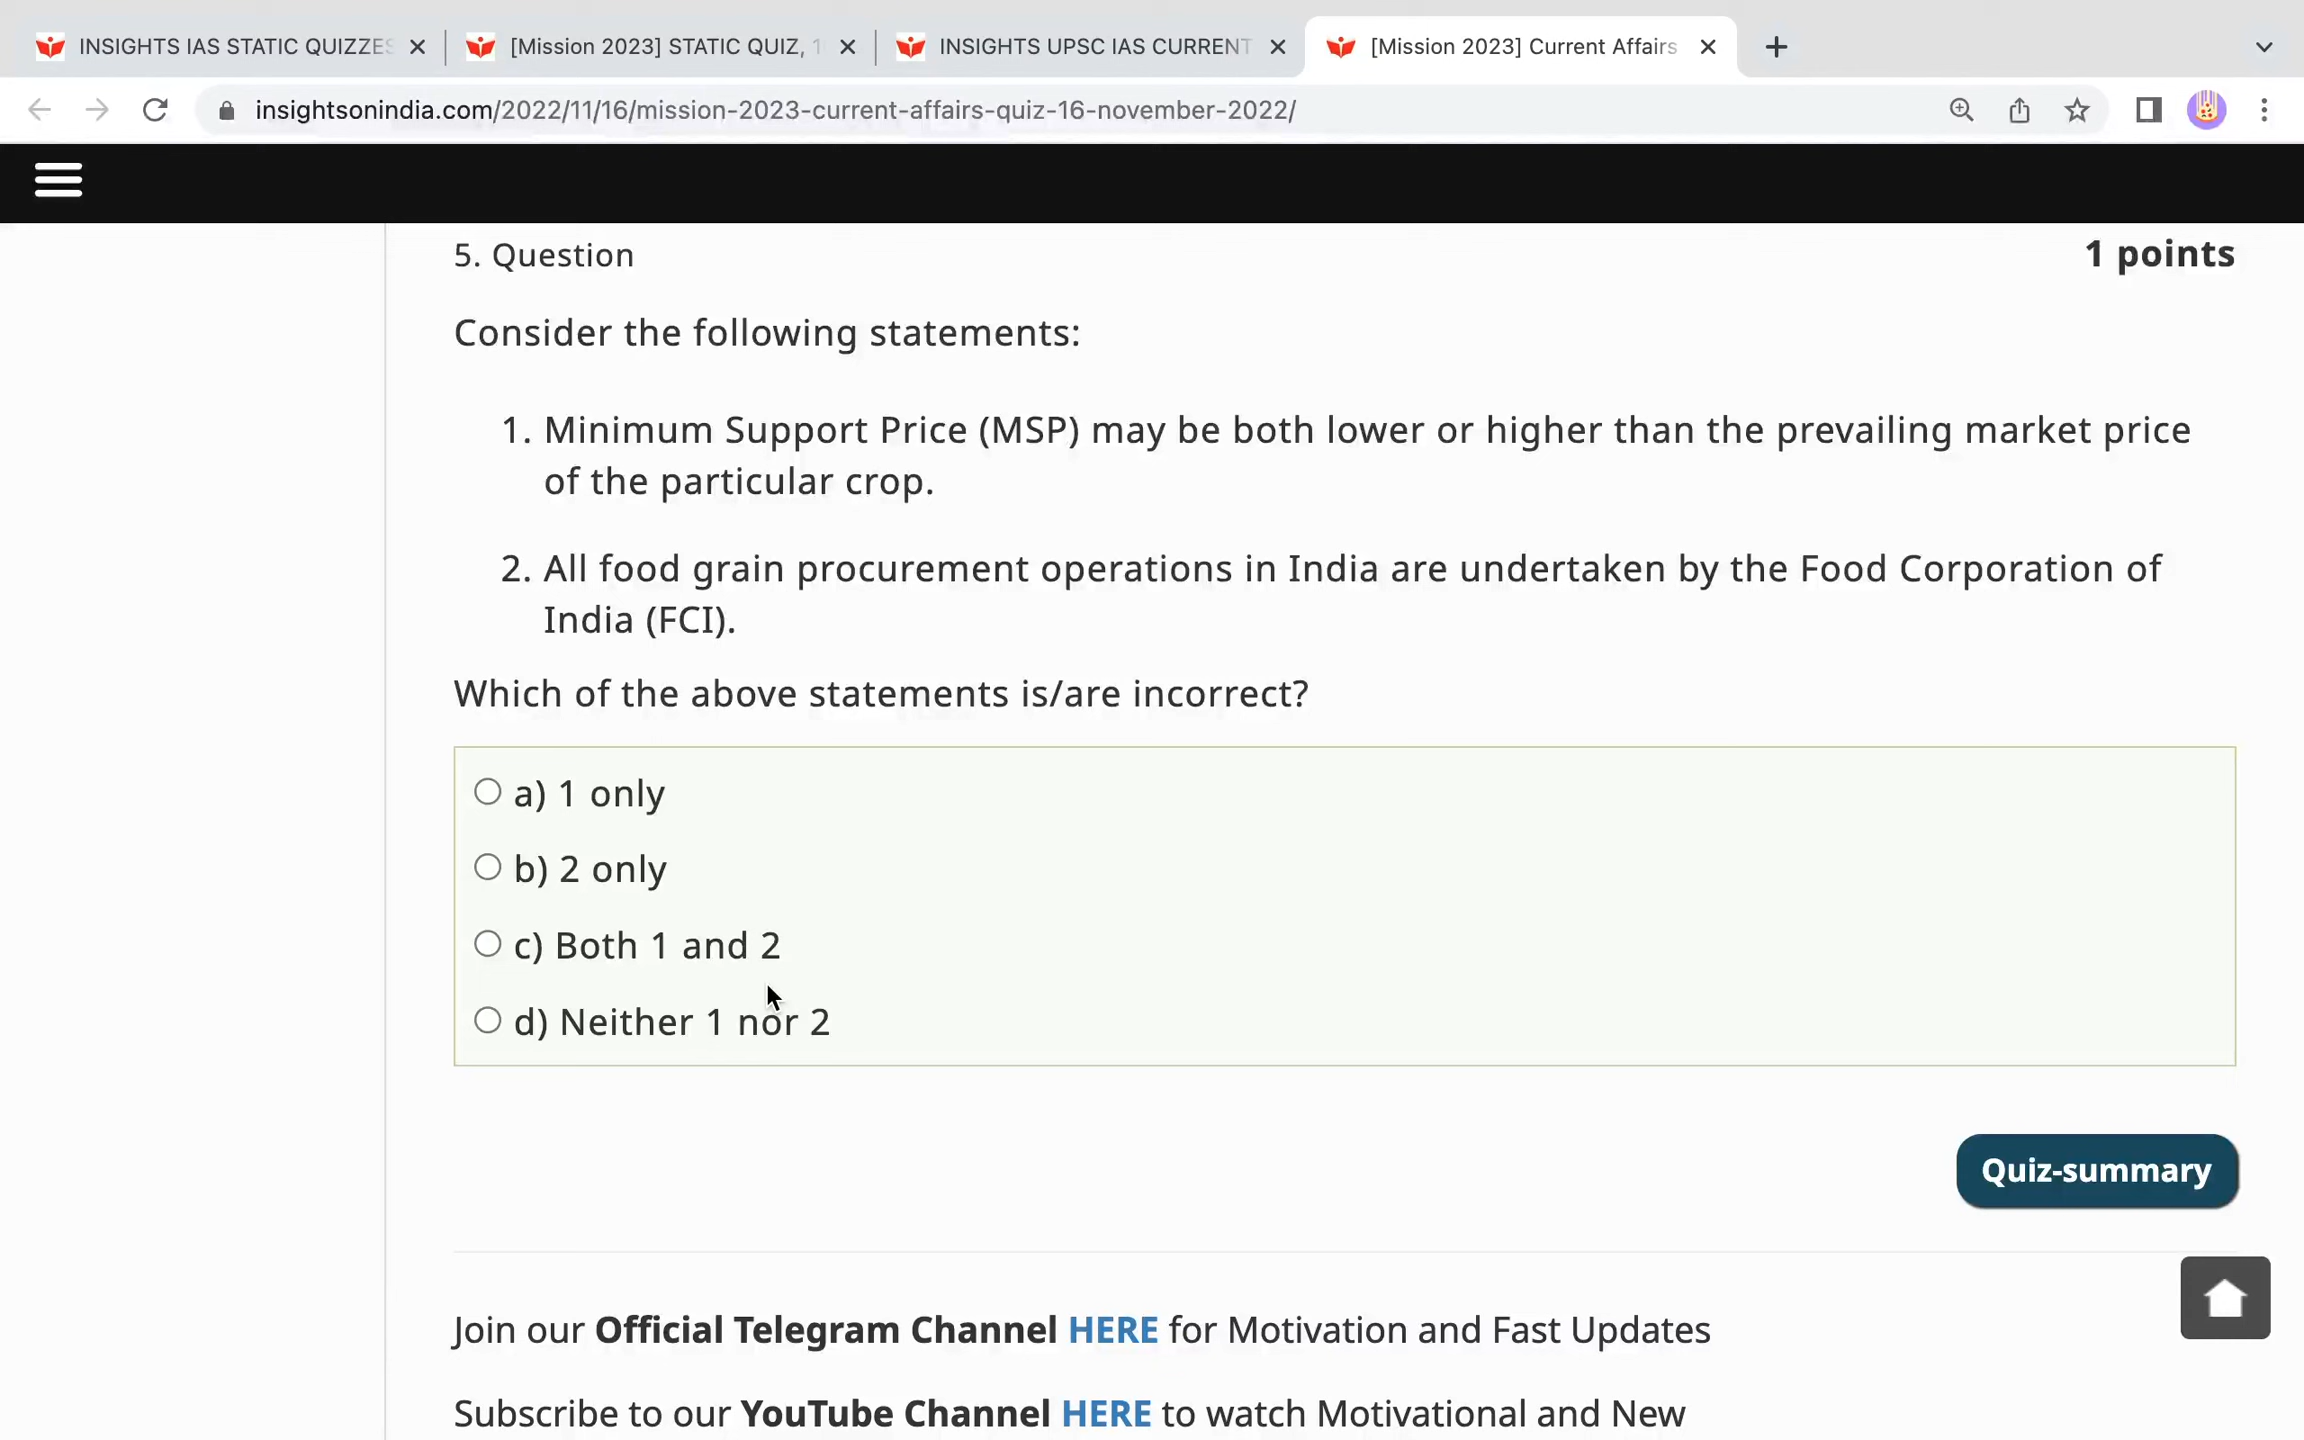 INSIGHTS IAS STATIC QUIZZES
[Mission 2023] STATIC QUIZ, 1
INSIGHTS UPSC IAS CURRENT
[Mission 2023] Current Affairs
insightsonindia.com/2022/11/16/mission-2023-current-affairs-quiz-16-november-2022/
5. Question
1 points
Consider the following statements:
1. Minimum Support Price (MSP) may be both lower or higher than the prevailing market price
of the particular crop.
2. All food grain procurement operations in India are undertaken by the Food Corporation of
India (FCI).
Which of the above statements is/are incorrect?
a) 1 only
b) 2 only
c) Both 1 and 2
d) Neither 1 nor 2
Quiz-summary
Join our Official Telegram Channel HERE for Motivation and Fast Updates
Subscribe to our YouTube Channel HERE to watch Motivational and New